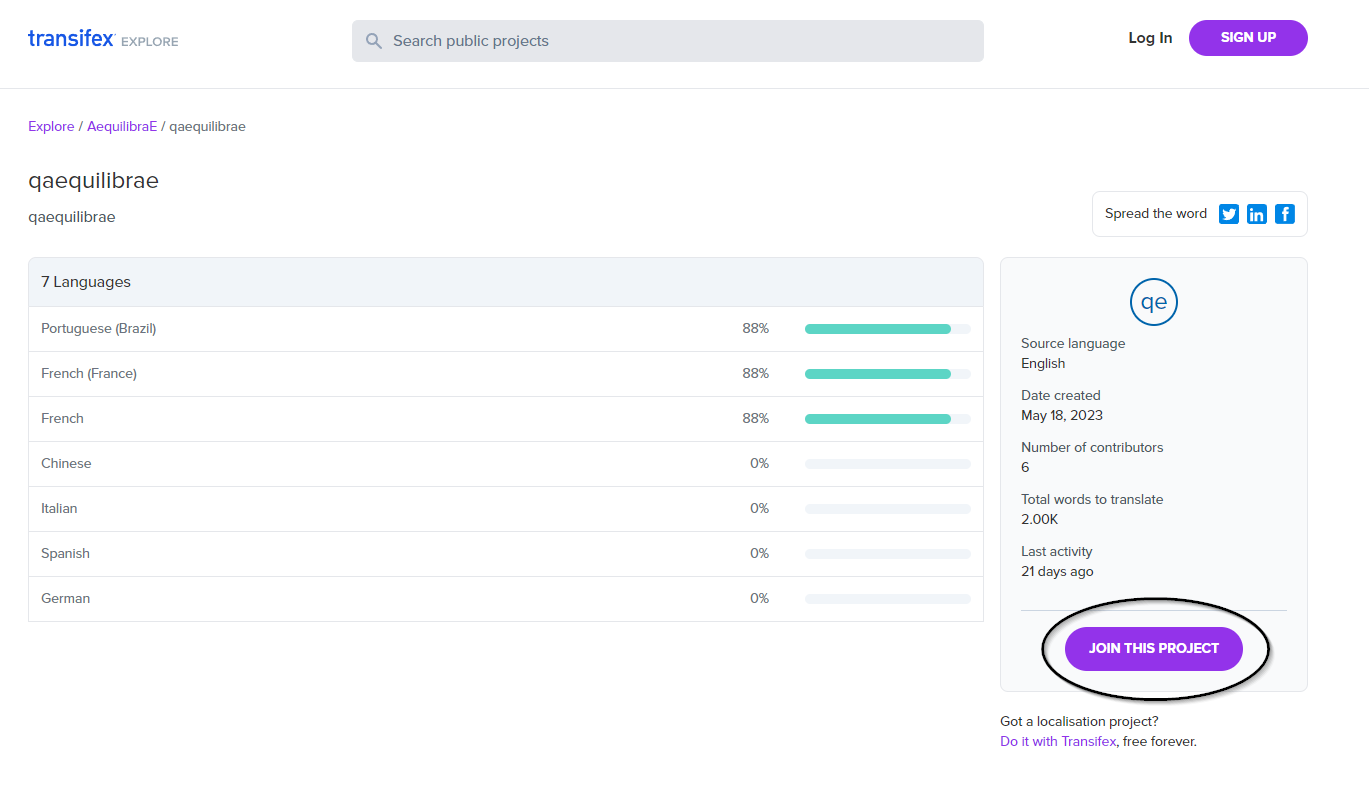 transifex EXPLORE
Search public projects
Log In
SIGN UP
Explore / AequilibraE / qaequilibrae
qaequilibrae
qaequilibrae
Spread the word
7 Languages
Portuguese (Brazil) 88%
French (France) 88%
French 88%
Chinese 0%
Italian 0%
Spanish 0%
German 0%
qe
Source language
English
Date created
May 18, 2023
Number of contributors
6
Total words to translate
2.00K
Last activity
21 days ago
JOIN THIS PROJECT
Got a localisation project?
Do it with Transifex, free forever.